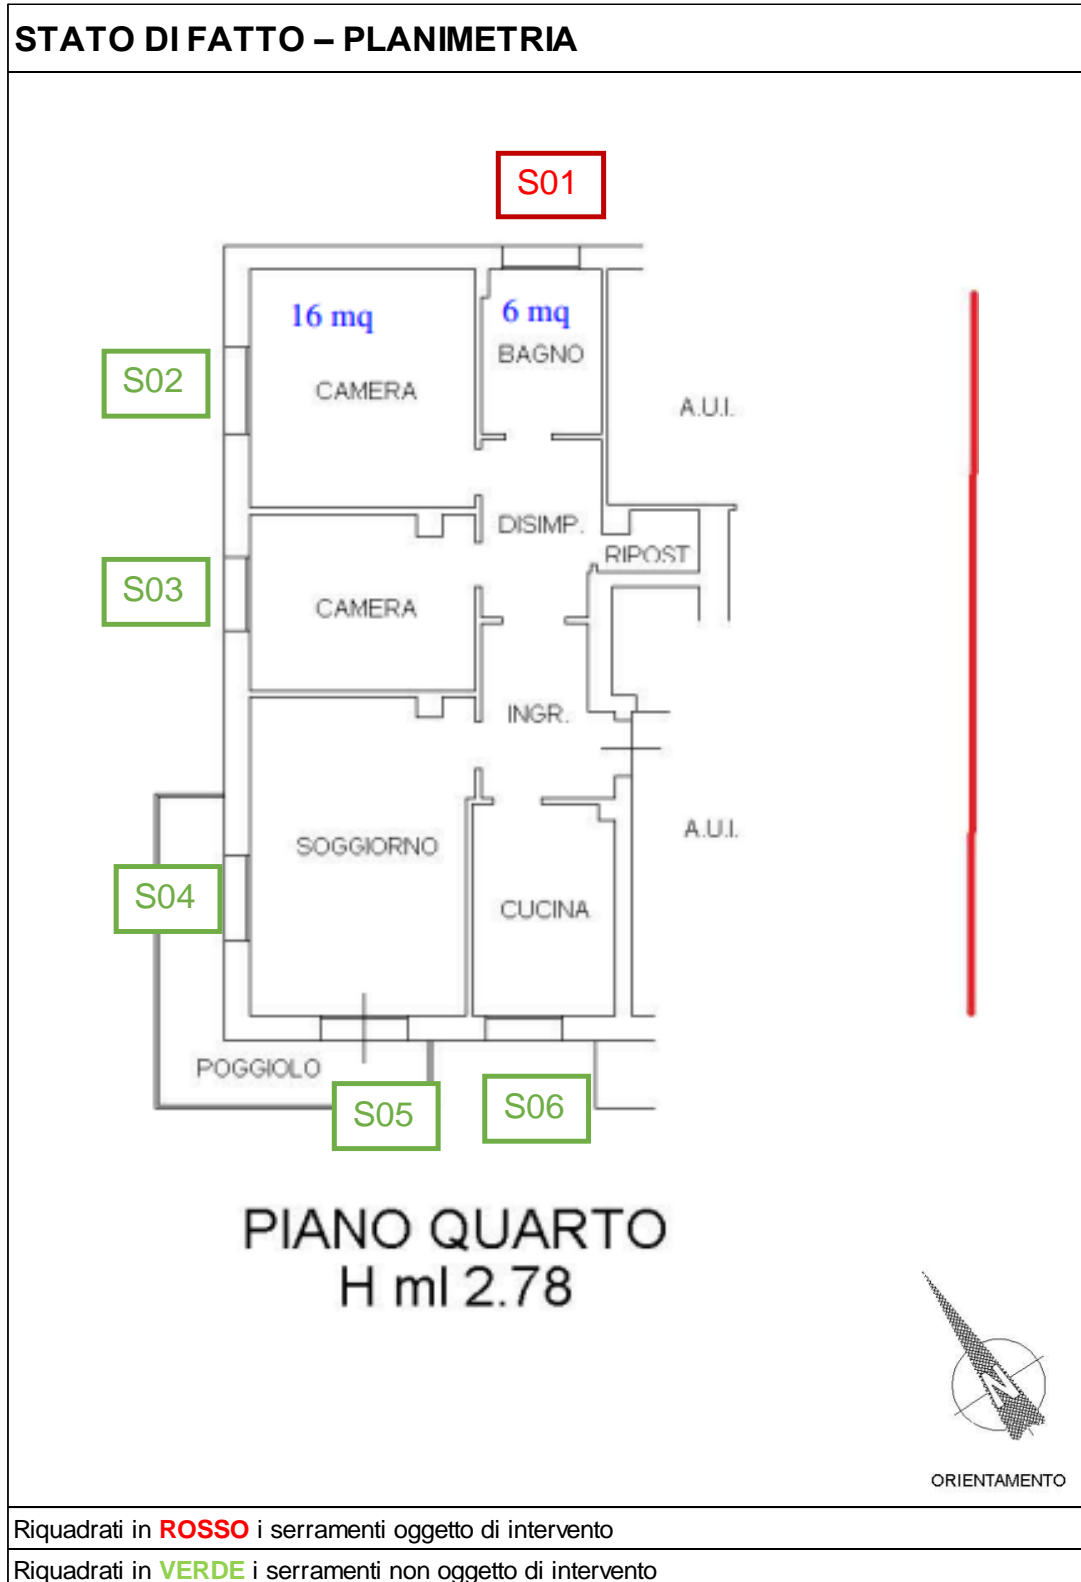 STATO DI FATTO – PLANIMETRIA
S01
16 mq
6 mq
BAGNO
S02
CAMERA
A.U.I.
DISIMP.
RIPOST
S03
CAMERA
INGR.
A.U.I.
SOGGIORNO
S04
CUCINA
POGGIOLO
S05
S06
PIANO QUARTO
H ml 2.78
N
ORIENTAMENTO
Riquadrati in ROSSO i serramenti oggetto di intervento
Riquadrati in VERDE i serramenti non oggetto di intervento